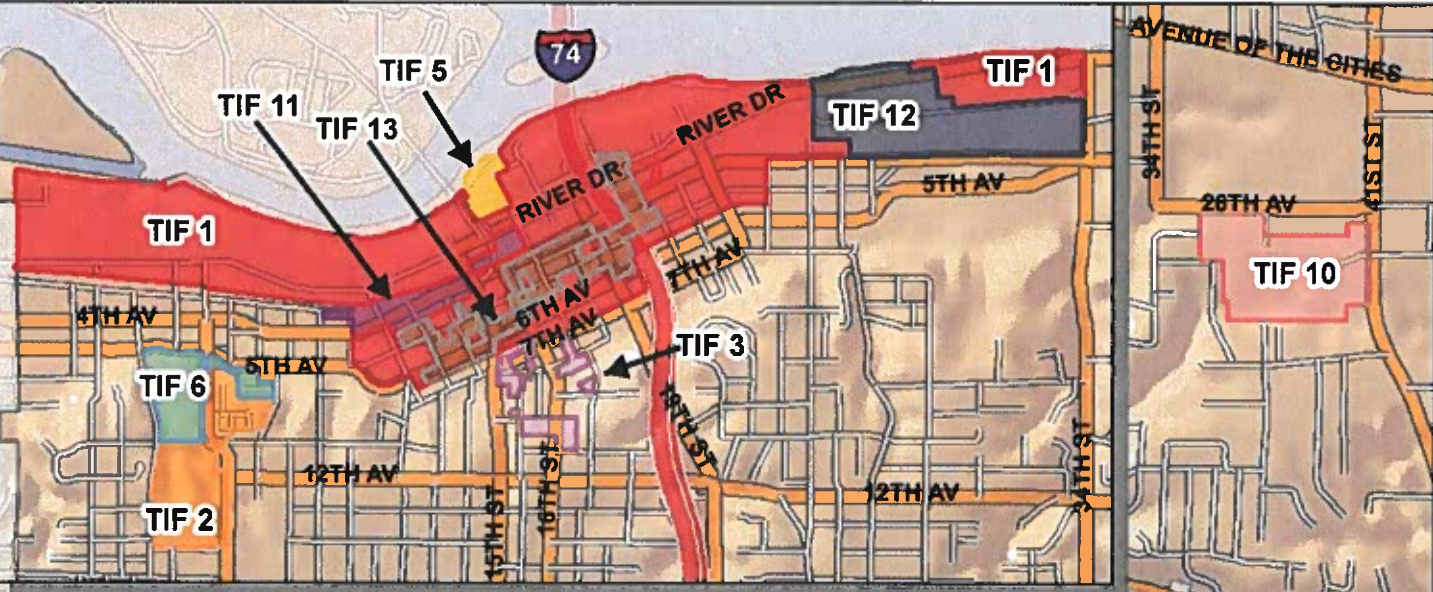 AVENUE OF THE CITIES
74
TIF 5
TIF 1
TIF 11
TIF 13
RIVER DR
TIF 12
34TH ST
41ST ST
5TH AV
RIVER DR
26TH AV
TIF 1
7TH AV
TIF 10
6TH AV
4TH AV
7TH AV
TIF 3
5TH AV
TIF 6
19TH ST
12TH AV
12TH AV
34TH ST
15TH ST
16TH ST
TIF 2